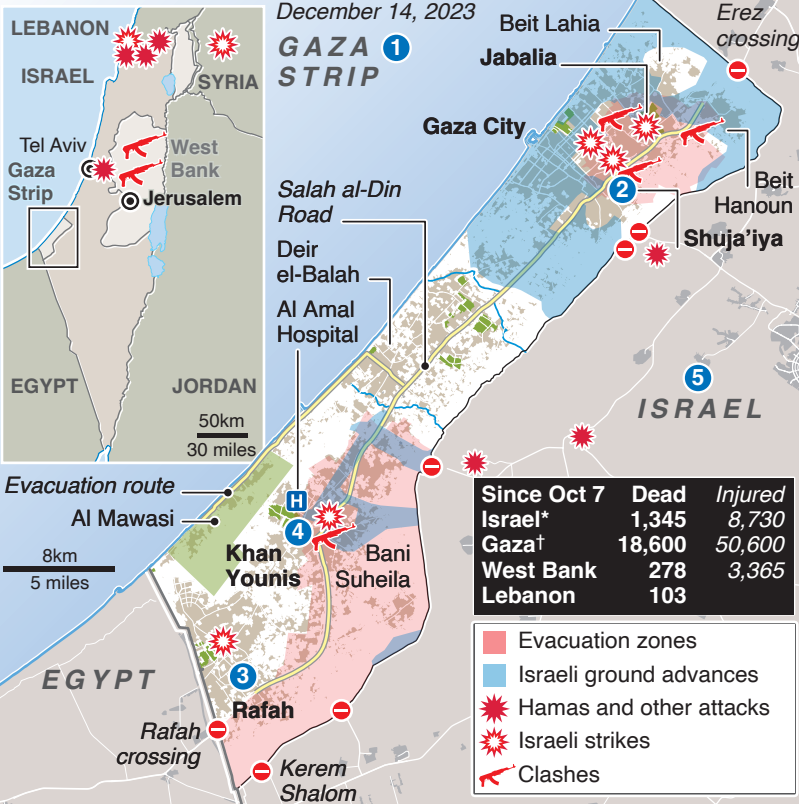 December 14, 2023
GAZA
STRIP
1
LEBANON
ISRAEL
SYRIA
Tel Aviv
West
Bank
Gaza
Strip
Jerusalem
EGYPT
JORDAN
50km
30 miles
Beit Lahia
Jabalia
Erez
crossing
Gaza City
Beit
Hanoun
2
Shuja'iya
Salah al-Din
Road
Deir
el-Balah
Al Amal
Hospital
5
ISRAEL
Evacuation route
Al Mawasi
H
4
Khan
Younis
Bani
Suheila
8km
5 miles
EGYPT
3
Rafah
Rafah
crossing
Kerem
Shalom
Since Oct 7 Dead Injured
Israel* 1,345 8,730
Gaza† 18,600 50,600
West Bank 278 3,365
Lebanon 103
Evacuation zones
Israeli ground advances
Hamas and other attacks
Israeli strikes
Clashes